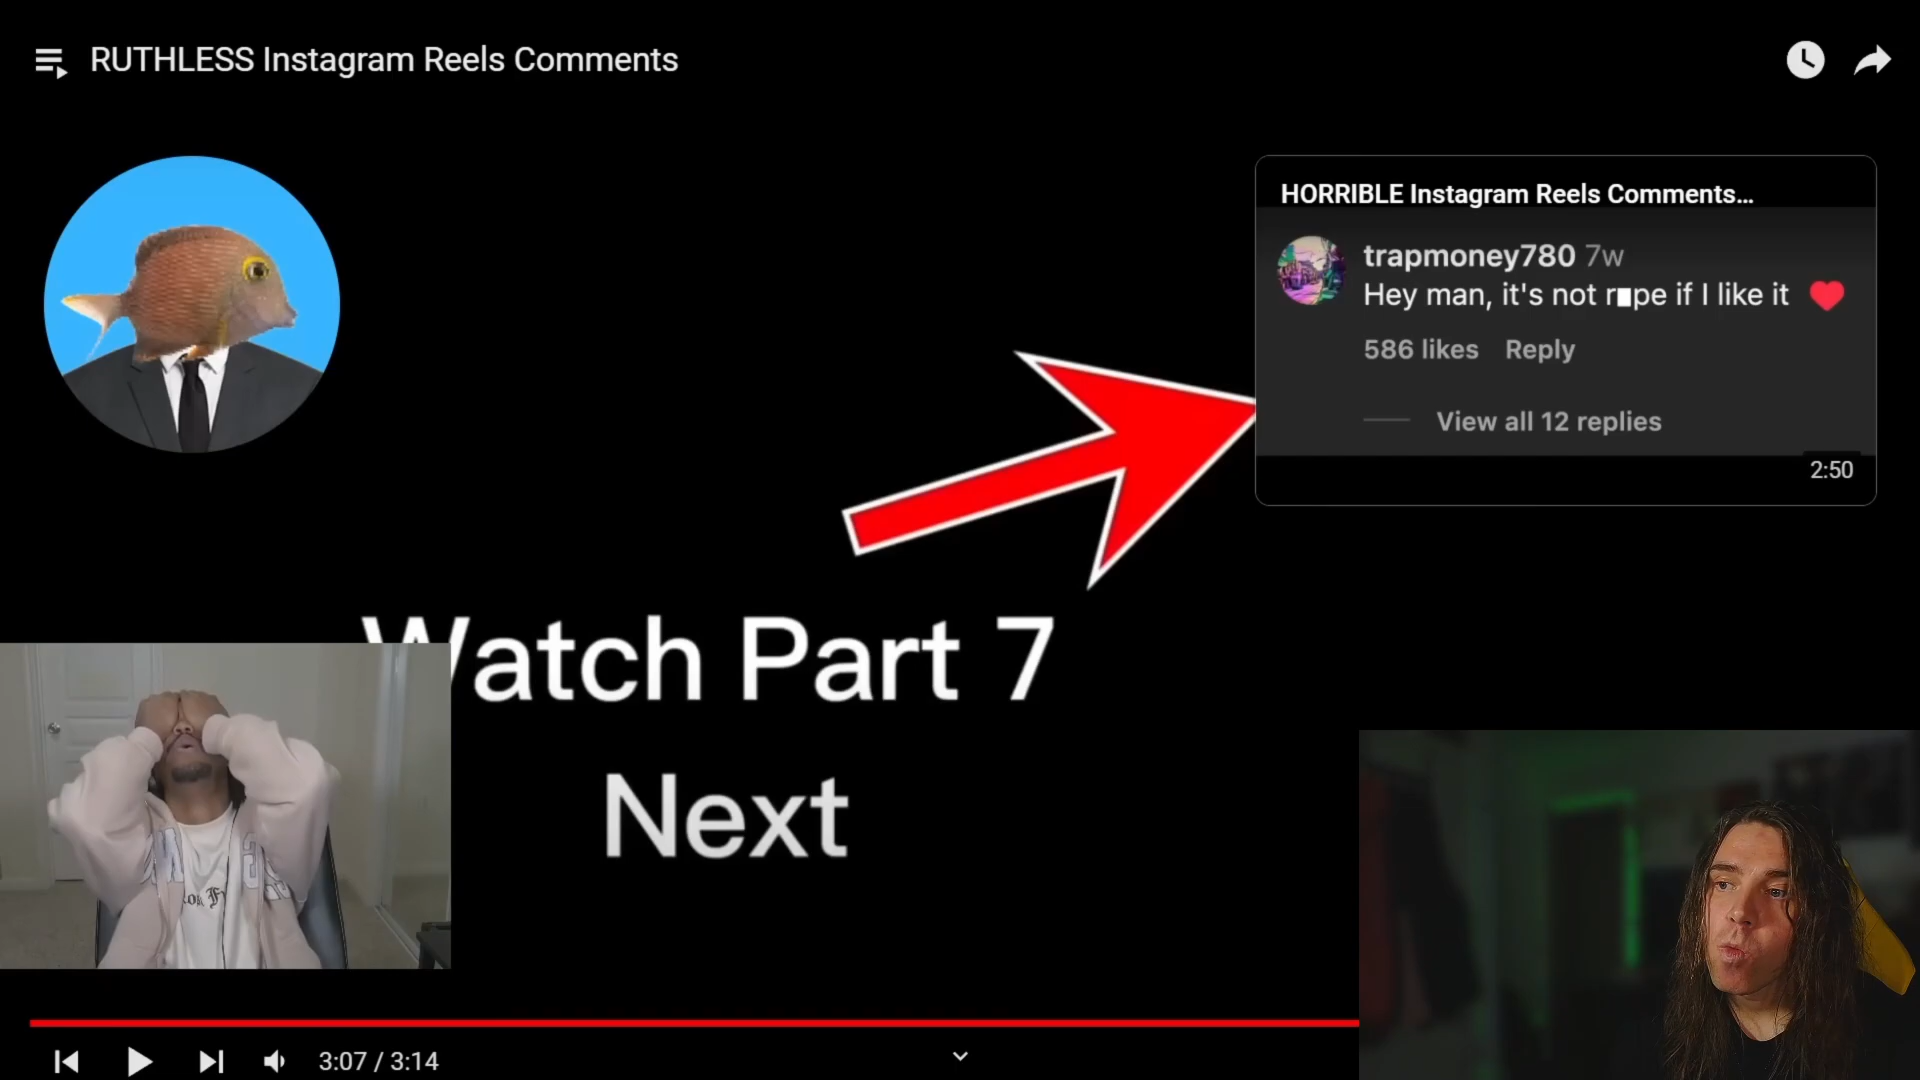 RUTHLESS Instagram Reels Comments
HORRIBLE Instagram Reels Comments...
trapmoney780 7w
Hey man, it's not r■pe if I like it
586 likes Reply
View all 12 replies
2:50
Watch Part 7
Next
3:07 / 3:14